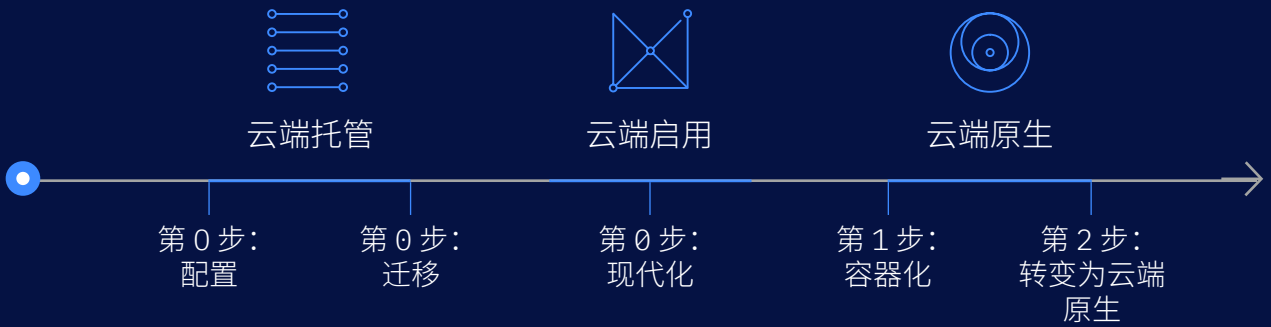 云端托管
云端启用
云端原生
第0步：
配置
第0步：
迁移
第0步：
现代化
第1步：
容器化
第2步：
转变为云端
原生